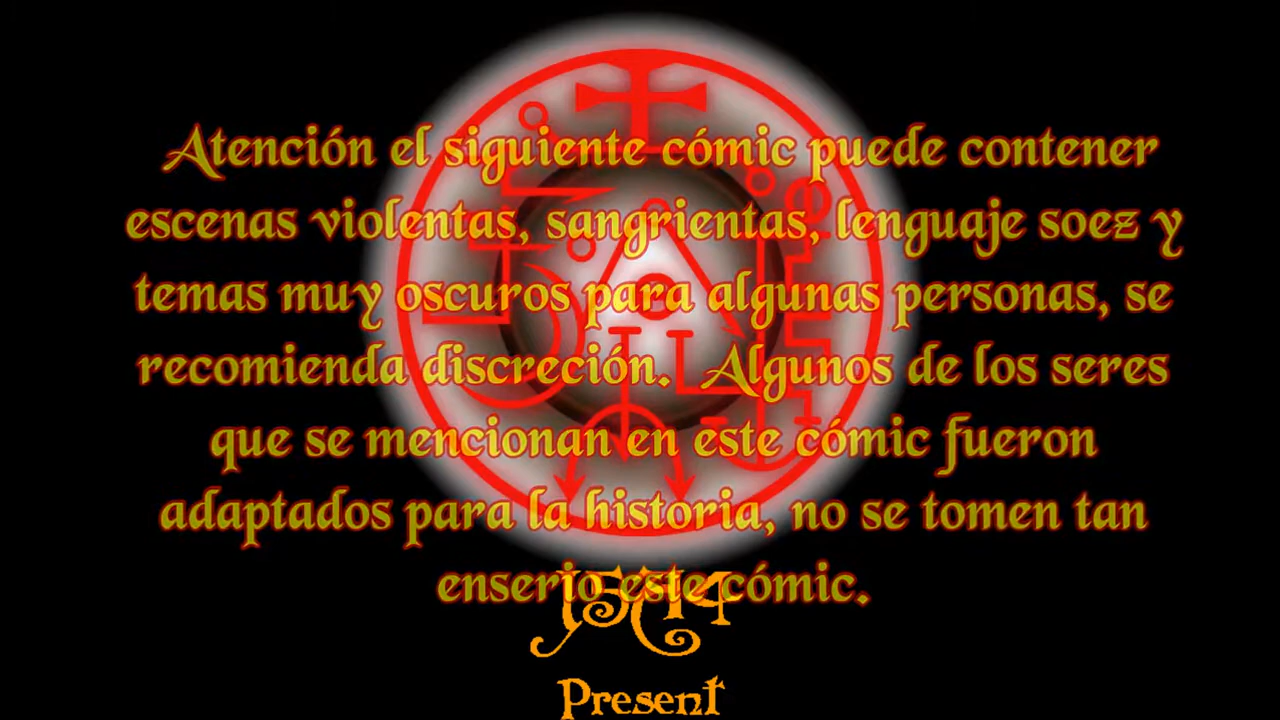 Atención el siguiente cómic puede contener
escenas violentas, sangrientas, lenguaje soez y
temas muy oscuros para algunas personas, se
recomienda discreción. Algunos de los seres
que se mencionan en este cómic fueron
adaptados para la historia, no se tomen tan
enserio este cómic.
Present